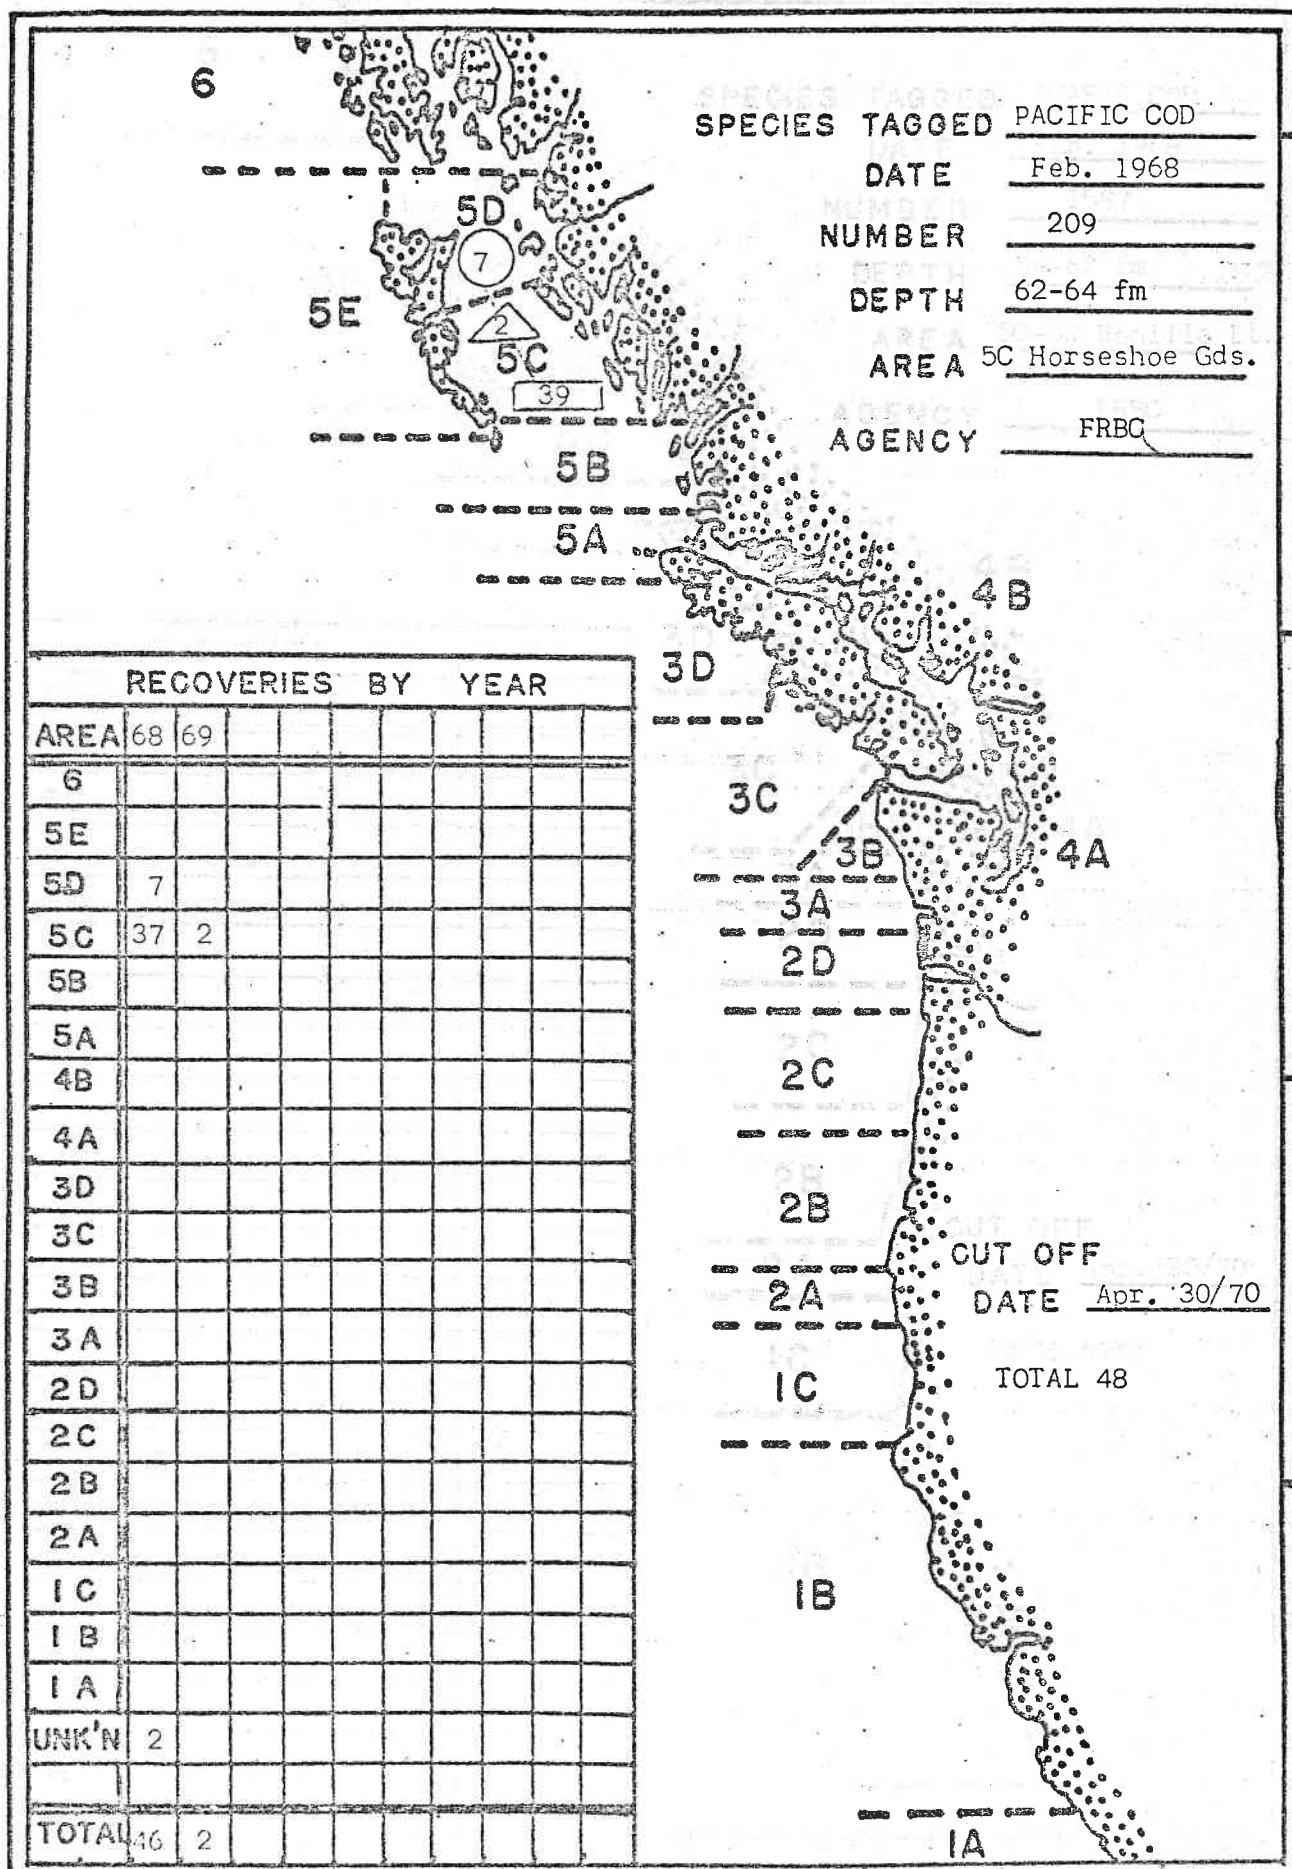 6
SPECIES TAGGED PACIFIC COD
DATE Feb. 1968
NUMBER 209
DEPTH 62-64 fm
AREA 5C Horseshoe Gds.
AGENCY FRBC
5D
7
5E
2
5C
39
5B
5A
4B
3D
3C
3B
4A
3A
2D
2C
2B
2A
1C
1B
1A
CUT OFF
DATE Apr. 30/70
TOTAL 48
RECOVERIES BY YEAR
AREA 68 69
6
5E
5D 7
5C 37 2
5B
5A
4B
4A
3D
3C
3B
3A
2D
2C
2B
2A
1C
1B
1A
UNK'N 2
TOTAL 46 2